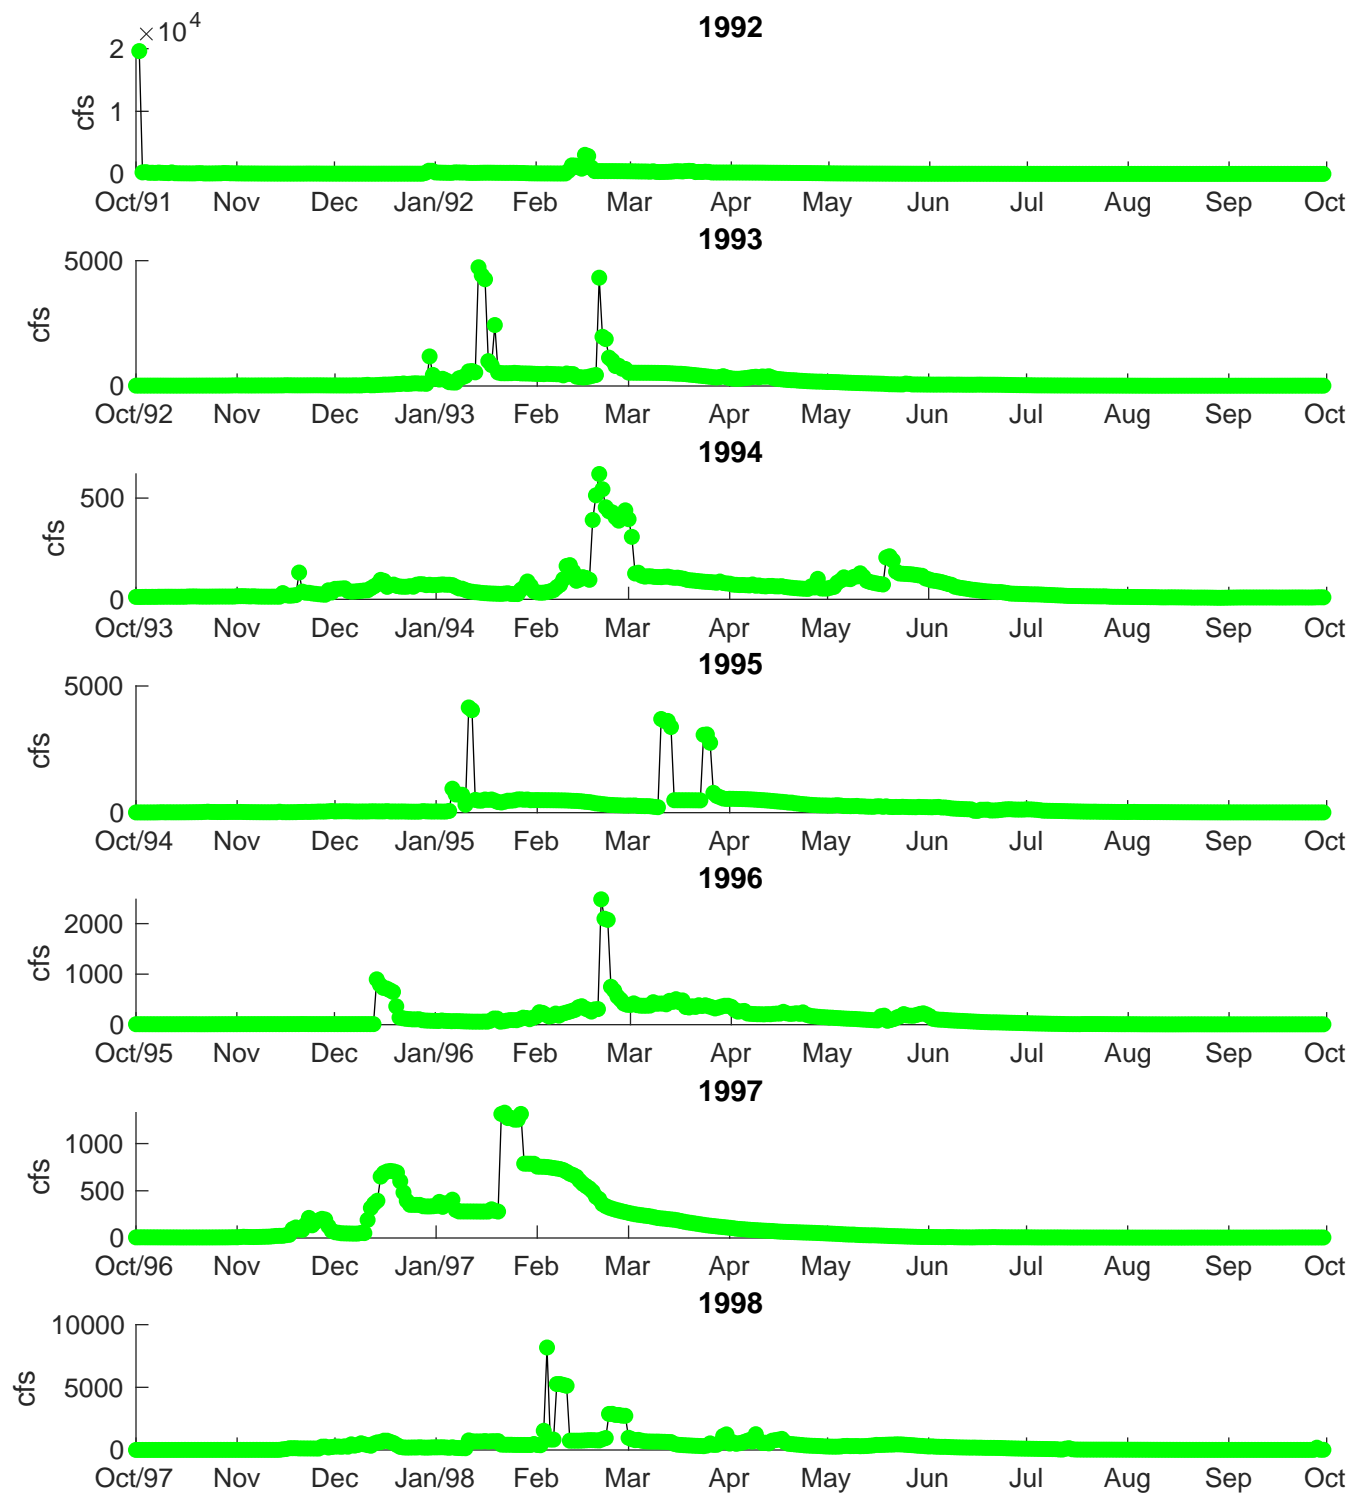 1992
×10⁴
2
1
0
cfs
Oct/91 Nov Dec Jan/92 Feb Mar Apr May Jun Jul Aug Sep Oct
1993
5000
0
cfs
Oct/92 Nov Dec Jan/93 Feb Mar Apr May Jun Jul Aug Sep Oct
1994
500
0
cfs
Oct/93 Nov Dec Jan/94 Feb Mar Apr May Jun Jul Aug Sep Oct
1995
5000
0
cfs
Oct/94 Nov Dec Jan/95 Feb Mar Apr May Jun Jul Aug Sep Oct
1996
2000
1000
0
cfs
Oct/95 Nov Dec Jan/96 Feb Mar Apr May Jun Jul Aug Sep Oct
1997
1000
500
0
cfs
Oct/96 Nov Dec Jan/97 Feb Mar Apr May Jun Jul Aug Sep Oct
1998
10000
5000
0
cfs
Oct/97 Nov Dec Jan/98 Feb Mar Apr May Jun Jul Aug Sep Oct